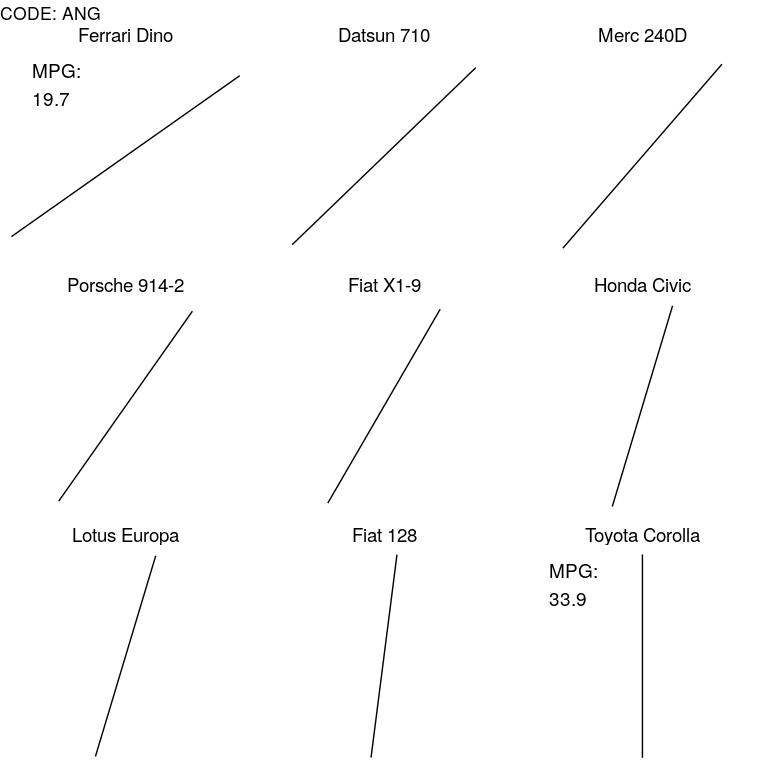 CODE: ANG
Ferrari Dino
Datsun 710
Merc 240D
MPG:
19.7
Porsche 914-2
Fiat X1-9
Honda Civic
Lotus Europa
Fiat 128
Toyota Corolla
MPG:
33.9